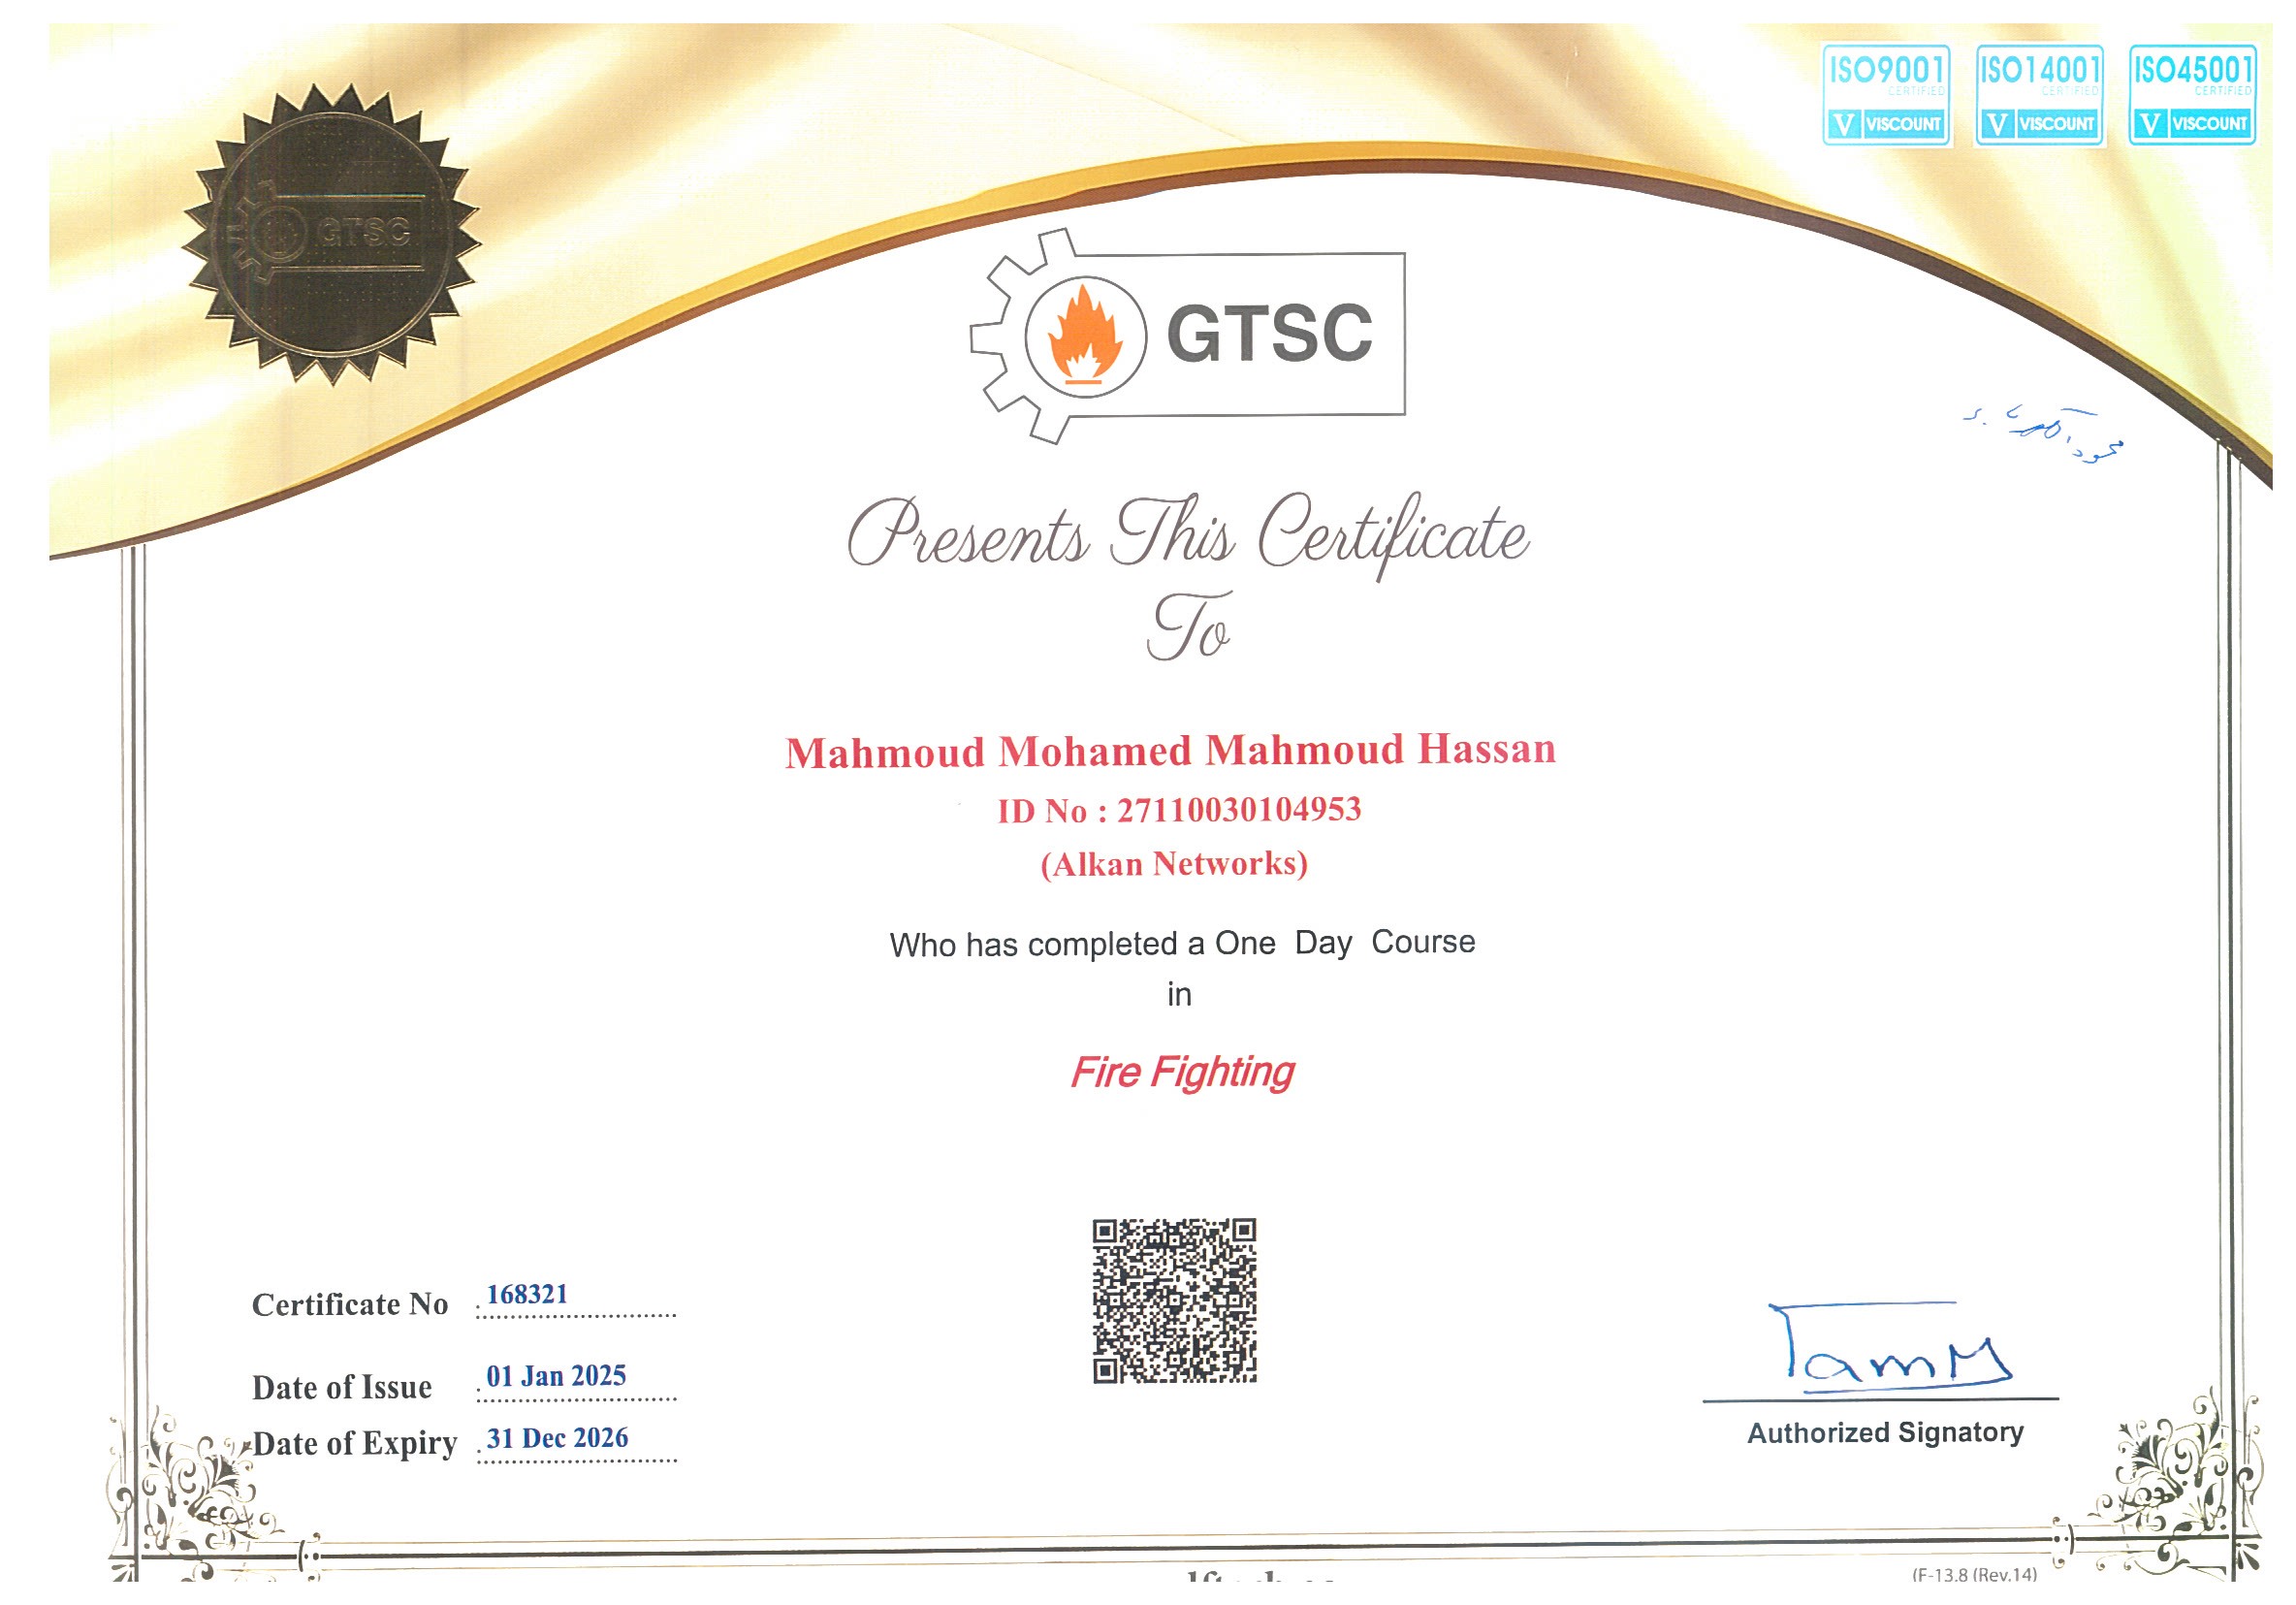 ISO9001 ISO14001 ISO45001
CERTIFIED CERTIFIED CERTIFIED
V VISCOUNT V VISCOUNT V VISCOUNT
GTSC
GTSC
Presents This Certificate
To
Mahmoud Mohamed Mahmoud Hassan
ID No : 27110030104953
(Alkan Networks)
Who has completed a One Day Course
in
Fire Fighting
Certificate No : 168321
Date of Issue : 01 Jan 2025
Date of Expiry : 31 Dec 2026
Authorized Signatory
(F-13.8 (Rev.14)